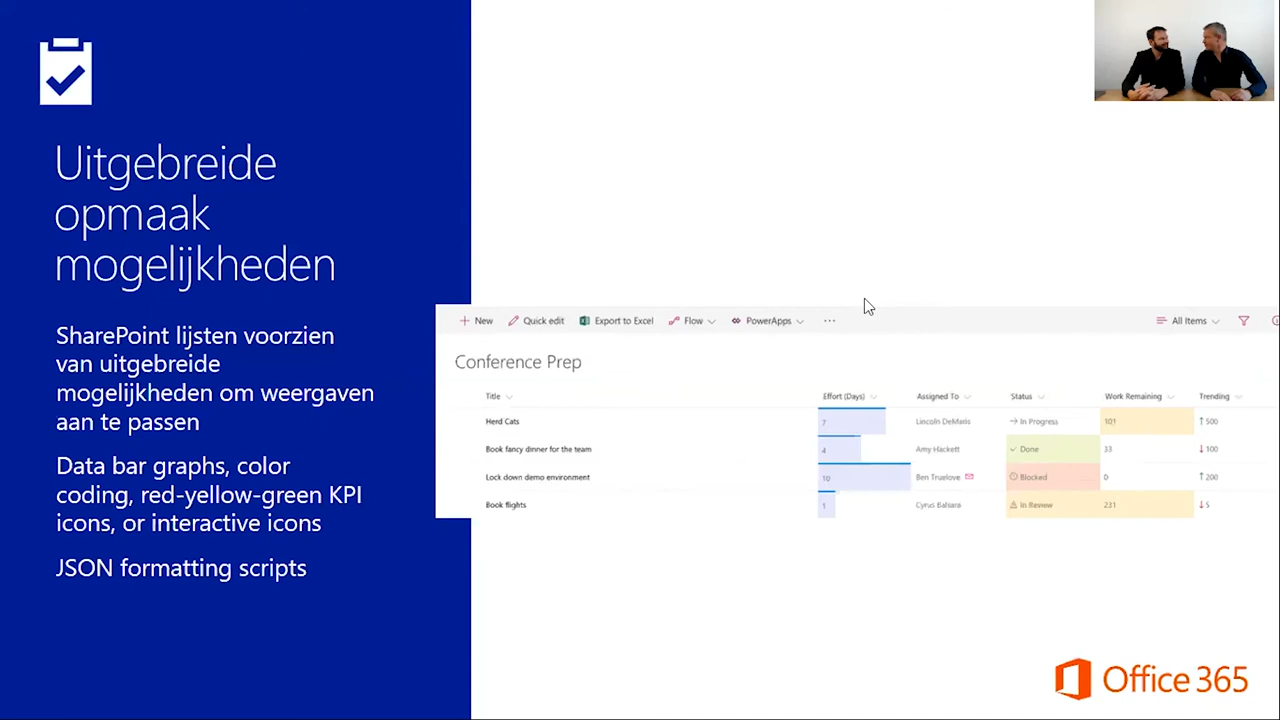 Uitgebreide
opmaak
mogelijkheden
SharePoint lijsten voorzien
van uitgebreide
mogelijkheden om weergaven
aan te passen
Data bar graphs, color
coding, red-yellow-green KPI
icons, or interactive icons
JSON formatting scripts
New Quick edit Export to Excel Flow PowerApps ... All Items
Conference Prep
Title Effort (Days) Assigned To Status Work Remaining Trending
Herd Cats 7 Lincoln DeMaris In Progress 101 500
Book fancy dinner for the team 4 Amy Hackett Done 33 100
Lock down demo environment 10 Ben Truelove Blocked 0 200
Book flights 1 Cyrus Balsara In Review 231 5
Office 365